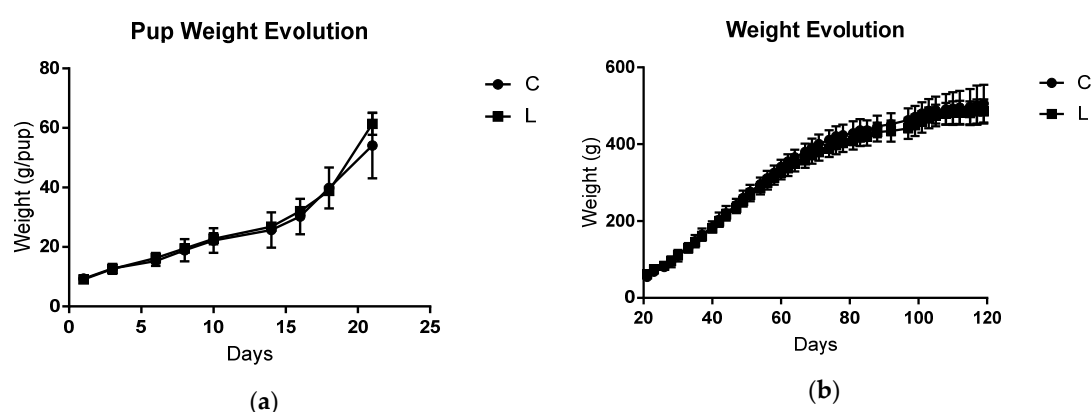 Pup Weight Evolution
80
60
40
20
0
0 5 10 15 20 25
Weight (g/pup)
Days
C
L
(a)
Weight Evolution
600
400
200
0
20 40 60 80 100 120
Weight (g)
Days
C
L
(b)